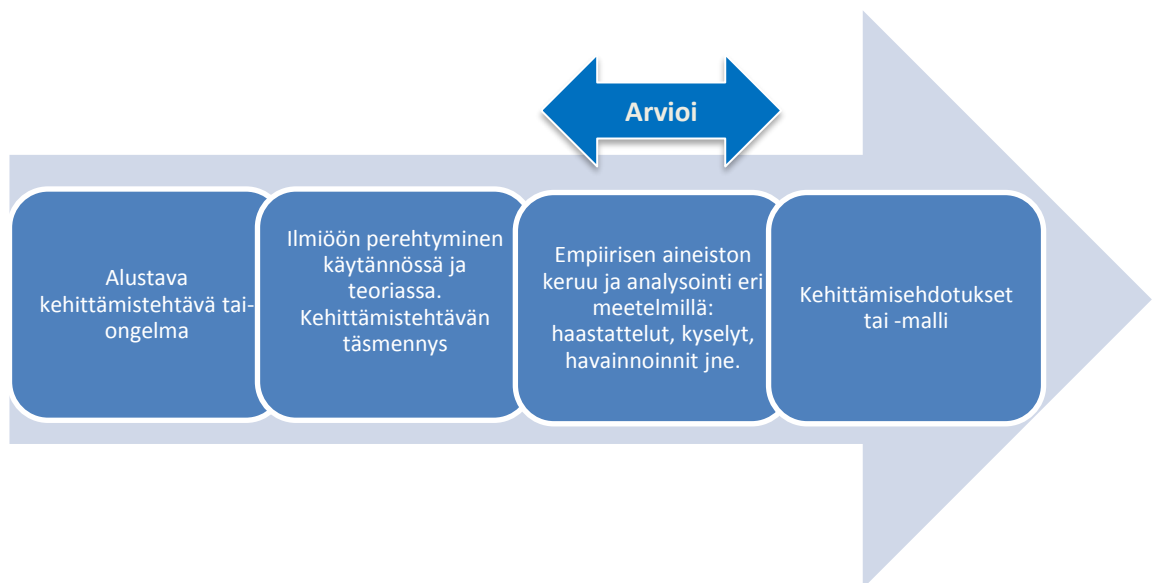 Arvioi
Alustava
kehittämistehtävä tai-
ongelma
Ilmiöön perehtyminen
käytännössä ja
teoriassa.
Kehittämistehtävän
täsmennys
Empiirisen aineiston
keruu ja analysointi eri
meetelmillä:
haastattelut, kyselyt,
havainnoinnit jne.
Kehittämisehdotukset
tai -malli